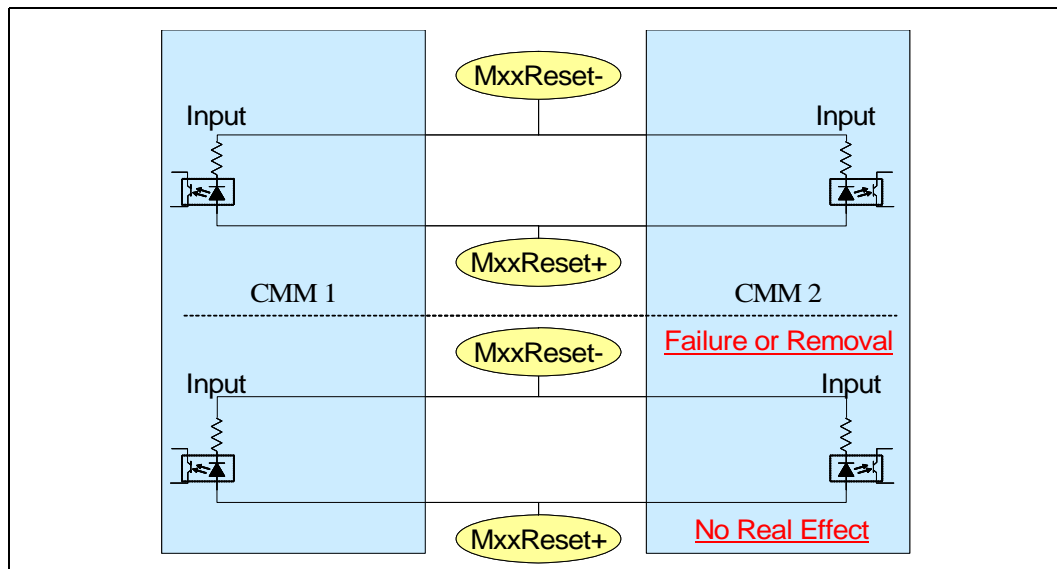 MxxReset-
Input
Input
MxxReset+
CMM 1
CMM 2
Failure or Removal
MxxReset-
Input
Input
No Real Effect
MxxReset+